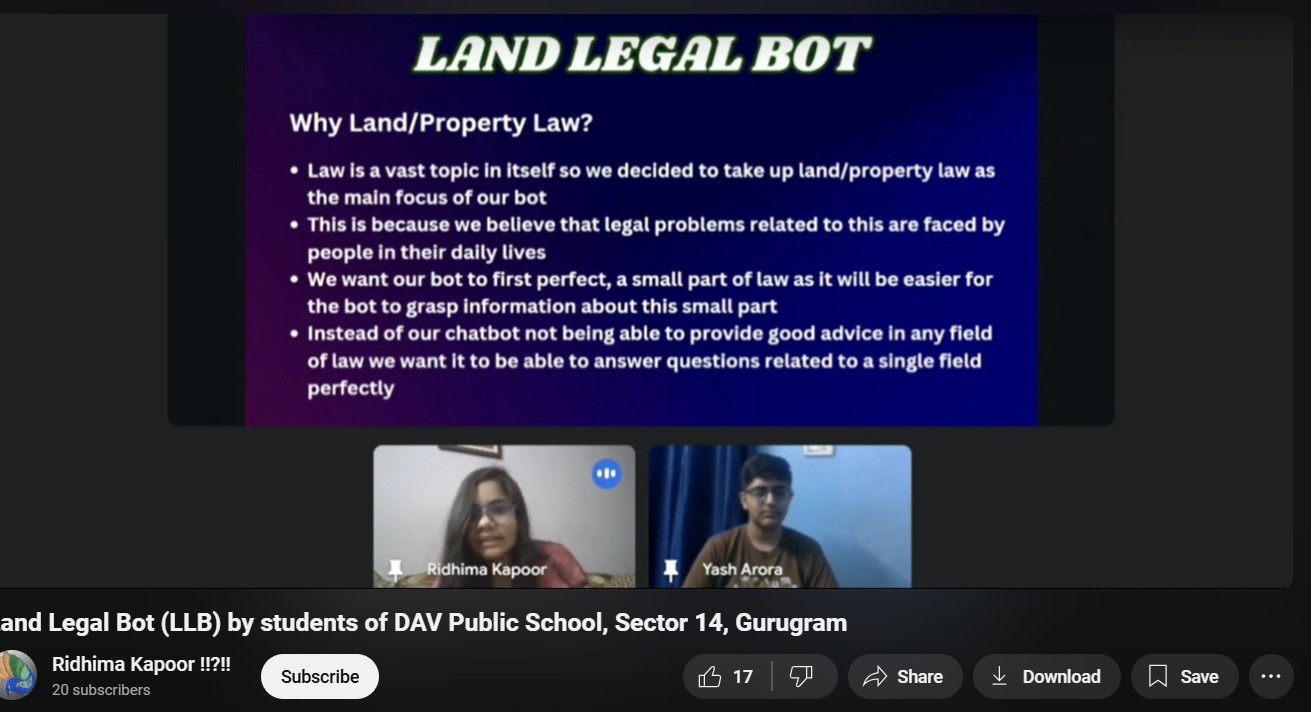 LAND LEGAL BOT
Why Land/Property Law?
• Law is a vast topic in itself so we decided to take up land/property law as
the main focus of our bot
• This is because we believe that legal problems related to this are faced by
people in their daily lives
• We want our bot to first perfect, a small part of law as it will be easier for
the bot to grasp information about this small part
• Instead of our chatbot not being able to provide good advice in any field
of law we want it to be able to answer questions related to a single field
perfectly
Ridhima Kapoor
Yash Arora
and Legal Bot (LLB) by students of DAV Public School, Sector 14, Gurugram
Ridhima Kapoor !!?!!
20 subscribers
Subscribe
17
Share
Download
Save